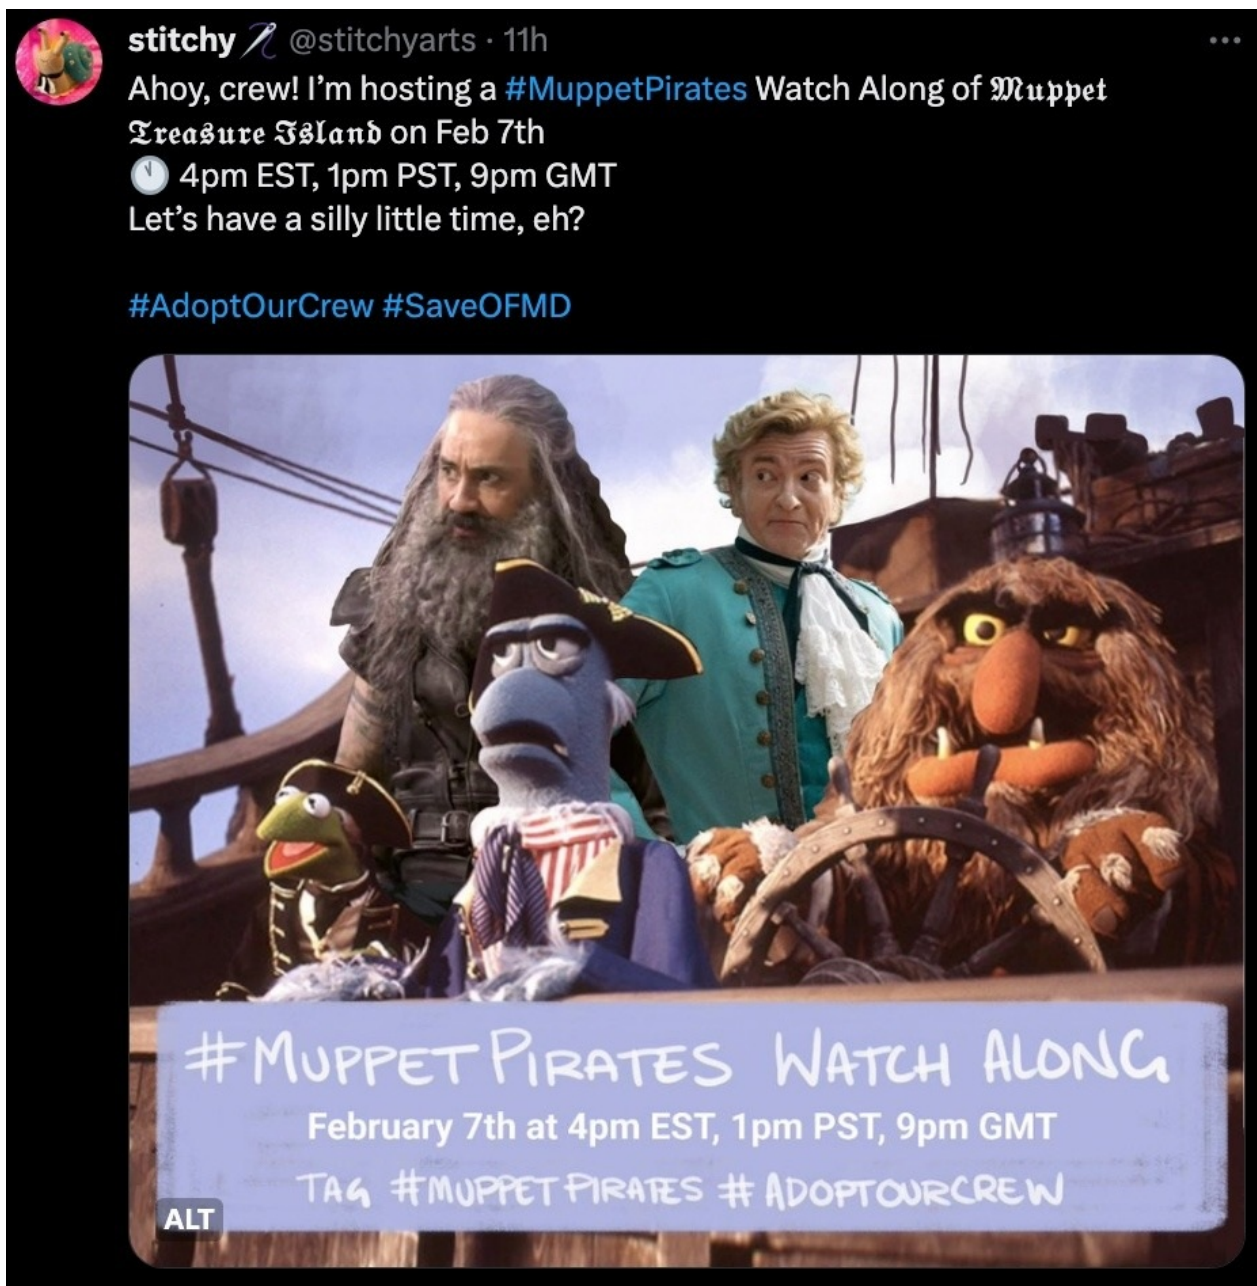 stitchy 🪡 @stitchyarts · 11h
Ahoy, crew! I’m hosting a #MuppetPirates Watch Along of 𝕸𝖚𝖕𝖕𝖊𝖙
𝕿𝖗𝖊𝖆𝖘𝖚𝖗𝖊 𝕴𝖘𝖑𝖆𝖓𝖉 on Feb 7th
🕚 4pm EST, 1pm PST, 9pm GMT
Let’s have a silly little time, eh?
#AdoptOurCrew #SaveOFMD
#MUPPET PIRATES WATCH ALONG
February 7th at 4pm EST, 1pm PST, 9pm GMT
TAG #MUPPETPIRATES #ADOPTOURCREW
ALT